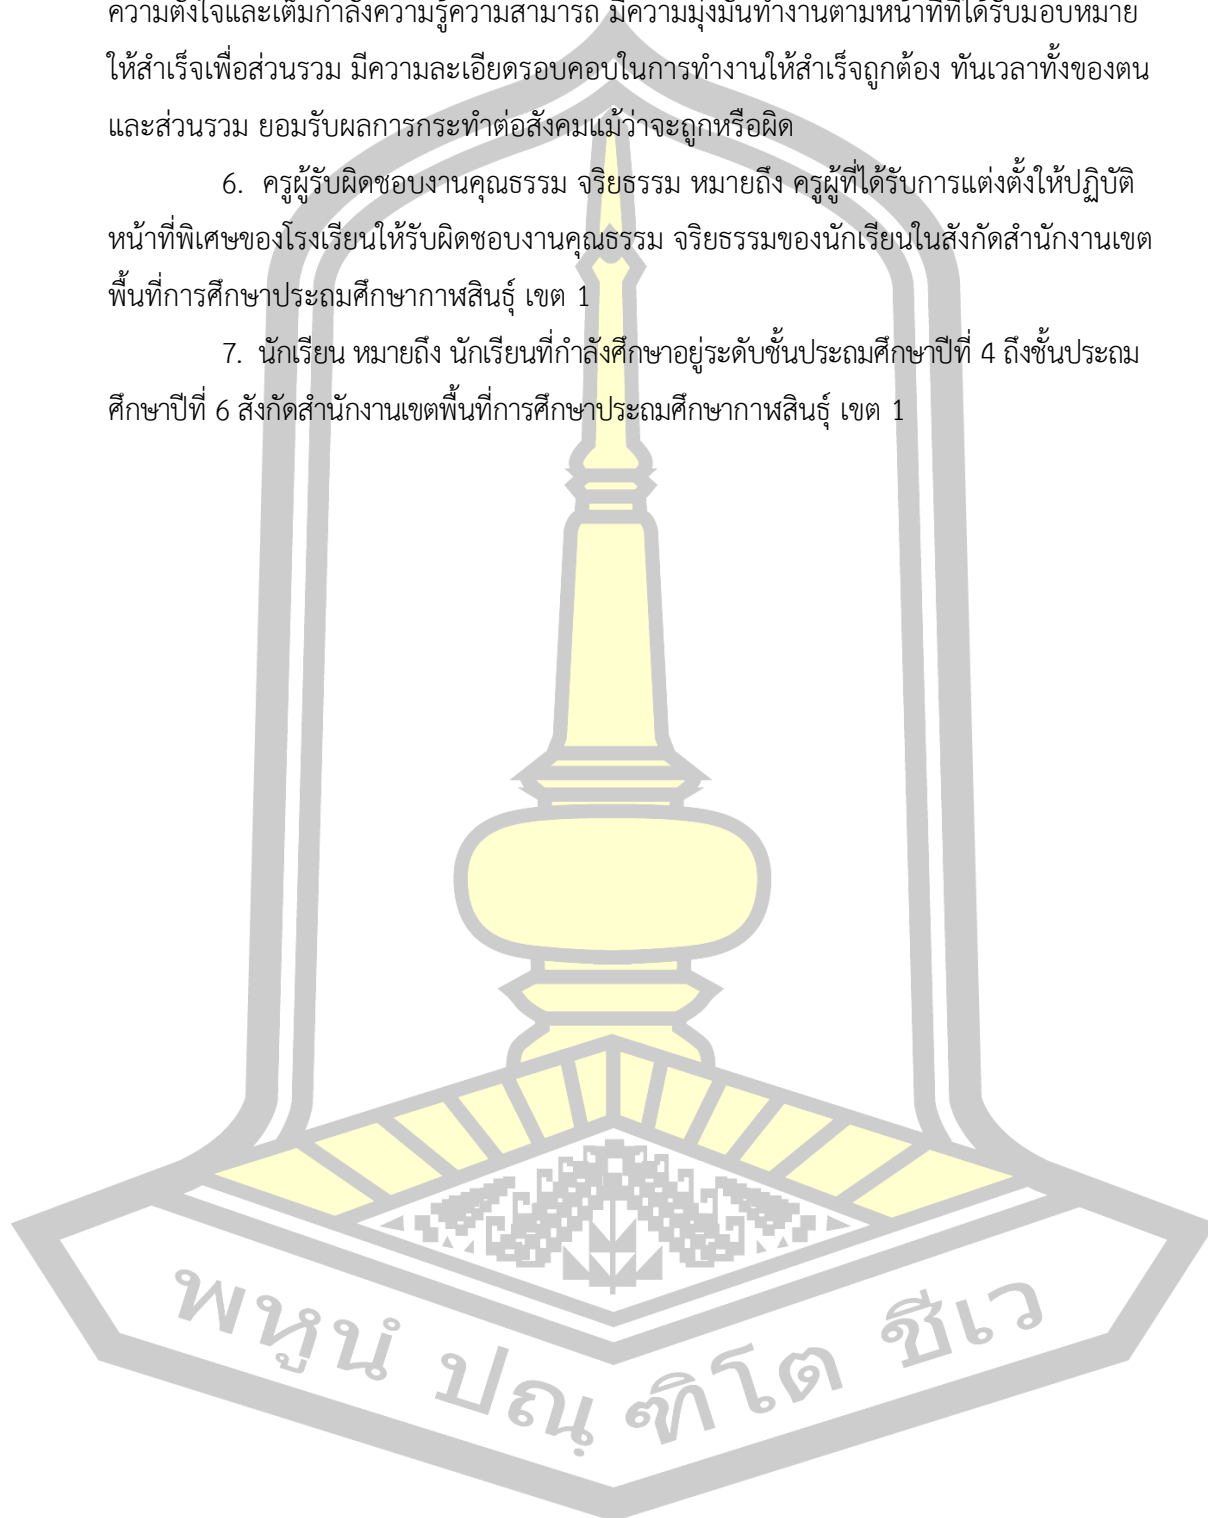 ความตั้งใจและเต็มกำลังความรู้ความสามารถ มีความมุ่งมั่นทำงานตามหน้าที่ที่ได้รับมอบหมาย
ให้สำเร็จเพื่อส่วนรวม มีความละเอียดรอบคอบในการทำงานให้สำเร็จถูกต้อง ทันเวลาทั้งของตน
และส่วนรวม ยอมรับผลการกระทำต่อสังคมแม้ว่าจะถูกหรือผิด
6. ครูผู้รับผิดชอบงานคุณธรรม จริยธรรม หมายถึง ครูผู้ที่ได้รับการแต่งตั้งให้ปฏิบัติ
หน้าที่พิเศษของโรงเรียนให้รับผิดชอบงานคุณธรรม จริยธรรมของนักเรียนในสังกัดสำนักงานเขต
พื้นที่การศึกษาประถมศึกษากาฬสินธุ์ เขต 1
7. นักเรียน หมายถึง นักเรียนที่กำลังศึกษาอยู่ระดับชั้นประถมศึกษาปีที่ 4 ถึงชั้นประถม
ศึกษาปีที่ 6 สังกัดสำนักงานเขตพื้นที่การศึกษาประถมศึกษากาฬสินธุ์ เขต 1
พหูนํ ปณฺฑิโต ชีเว